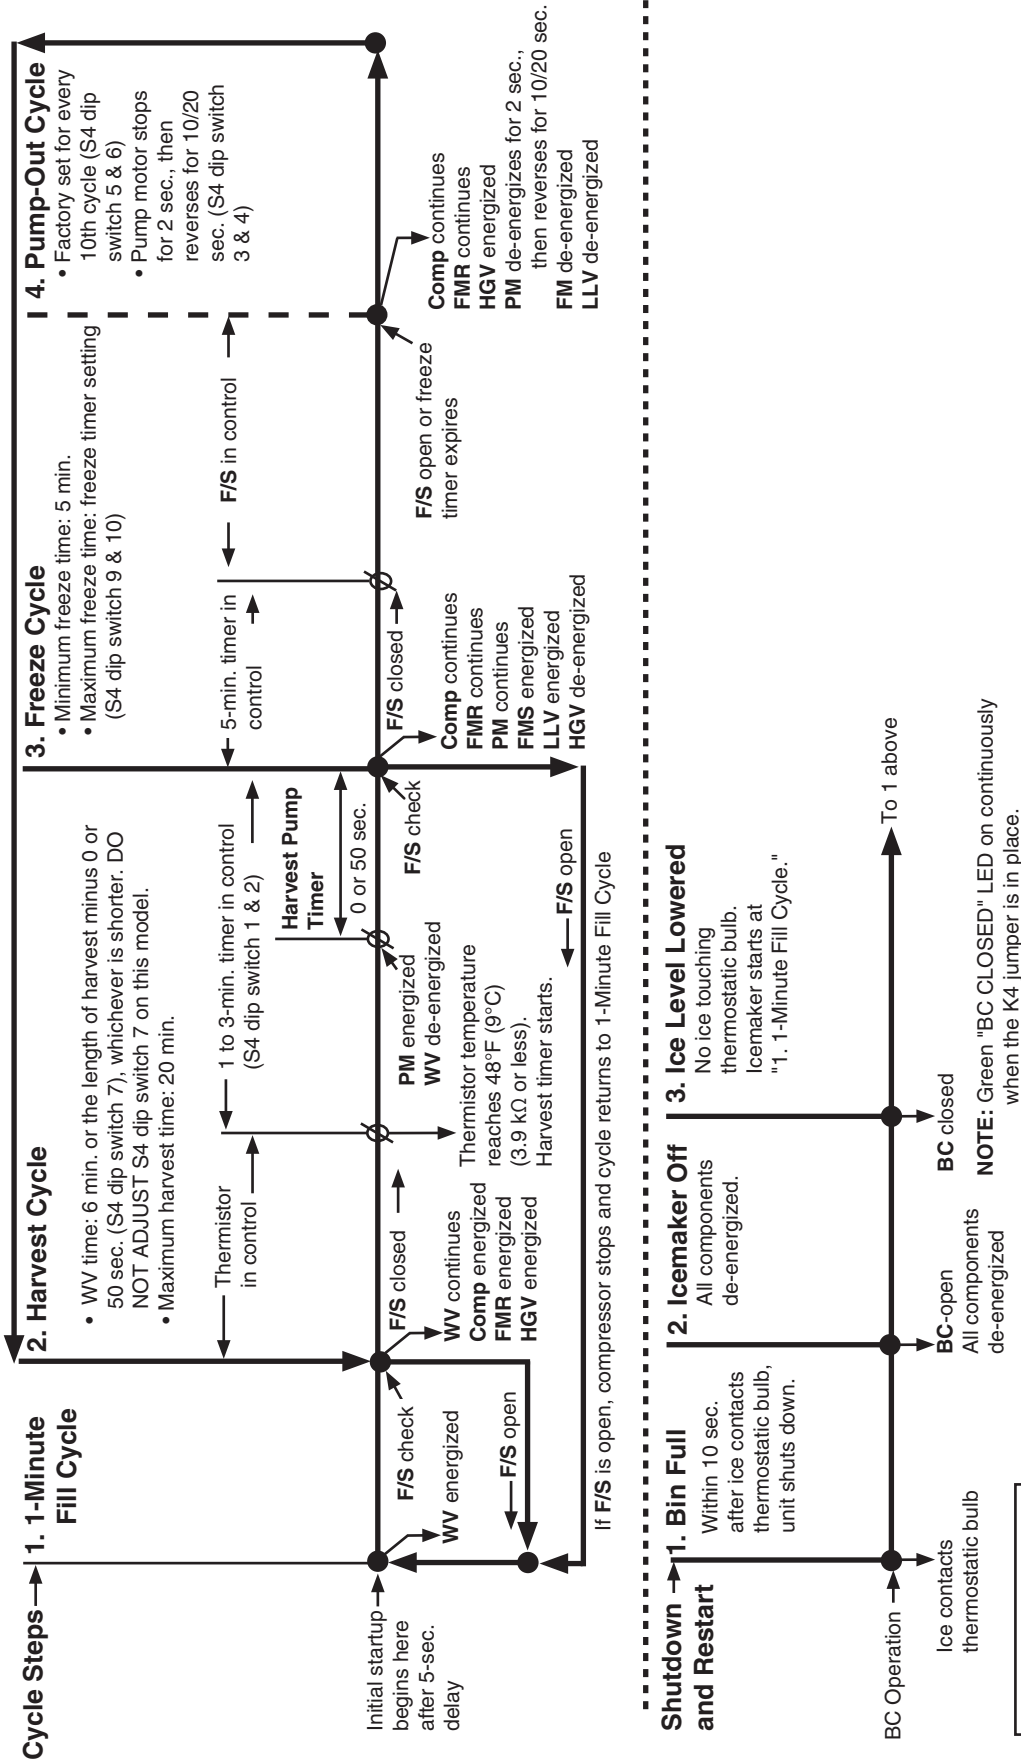 Cycle Steps
1. 1-Minute
Fill Cycle
2. Harvest Cycle
• WV time: 6 min. or the length of harvest minus 0 or
50 sec. (S4 dip switch 7), whichever is shorter. DO
NOT ADJUST S4 dip switch 7 on this model.
• Maximum harvest time: 20 min.
3. Freeze Cycle
• Minimum freeze time: 5 min.
• Maximum freeze time: freeze timer setting
(S4 dip switch 9 & 10)
4. Pump-Out Cycle
• Factory set for every
10th cycle (S4 dip
switch 5 & 6)
• Pump motor stops
for 2 sec., then
reverses for 10/20
sec. (S4 dip switch
3 & 4)
Thermistor
in control
1 to 3-min. timer in control
(S4 dip switch 1 & 2)
5-min. timer in
control
F/S in control
Harvest Pump
Timer
0 or 50 sec.
Initial startup
begins here
after 5-sec.
delay
WV energized
F/S check
F/S open
F/S closed
WV continues
Comp energized
FMR energized
HGV energized
Thermistor temperature
reaches 48°F (9°C)
(3.9 kΩ or less).
Harvest timer starts.
PM energized
WV de-energized
F/S check
F/S open
F/S closed
Comp continues
FMR continues
PM continues
FMS energized
LLV energized
HGV de-energized
F/S open or freeze
timer expires
Comp continues
FMR continues
HGV energized
PM de-energizes for 2 sec.,
then reverses for 10/20 sec.
FM de-energized
LLV de-energized
If F/S is open, compressor stops and cycle returns to 1-Minute Fill Cycle
Shutdown
and Restart
1. Bin Full
Within 10 sec.
after ice contacts
thermostatic bulb,
unit shuts down.
2. Icemaker Off
All components
de-energized.
3. Ice Level Lowered
No ice touching
thermostatic bulb.
Icemaker starts at
"1. 1-Minute Fill Cycle."
BC Operation
To 1 above
Ice contacts
thermostatic bulb
BC-open
All components
de-energized
BC closed
NOTE: Green "BC CLOSED" LED on continuously
when the K4 jumper is in place.